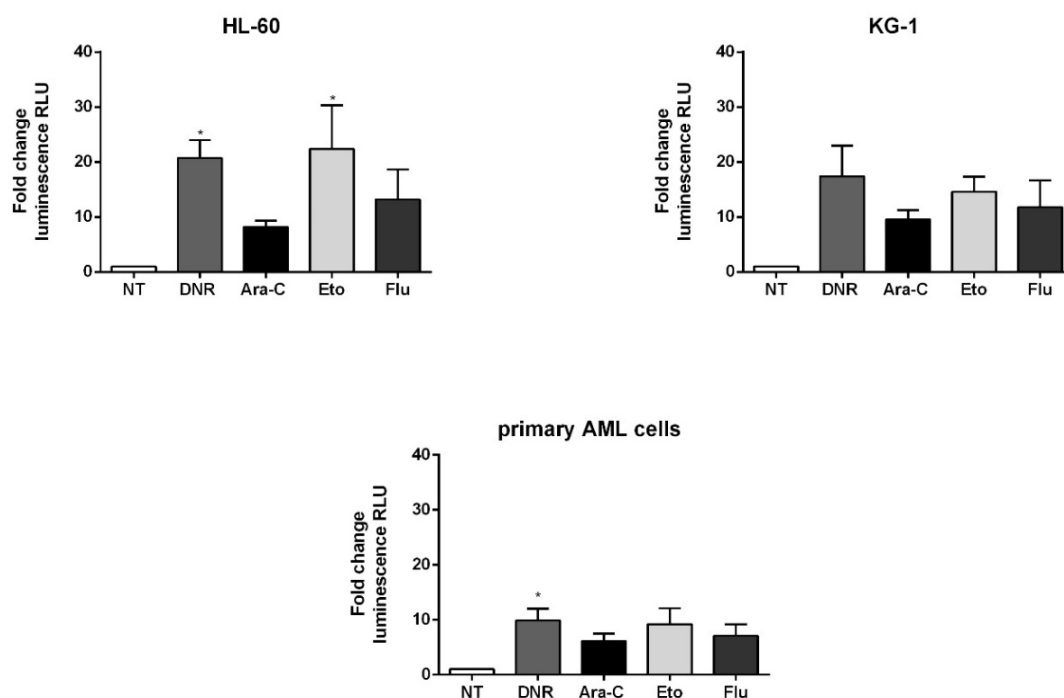 HL-60
Fold change
luminescence RLU
40
30
20
10
0
*
*
NT DNR Ara-C Eto Flu
KG-1
Fold change
luminescence RLU
40
30
20
10
0
NT DNR Ara-C Eto Flu
primary AML cells
Fold change
luminescence RLU
40
30
20
10
0
*
NT DNR Ara-C Eto Flu